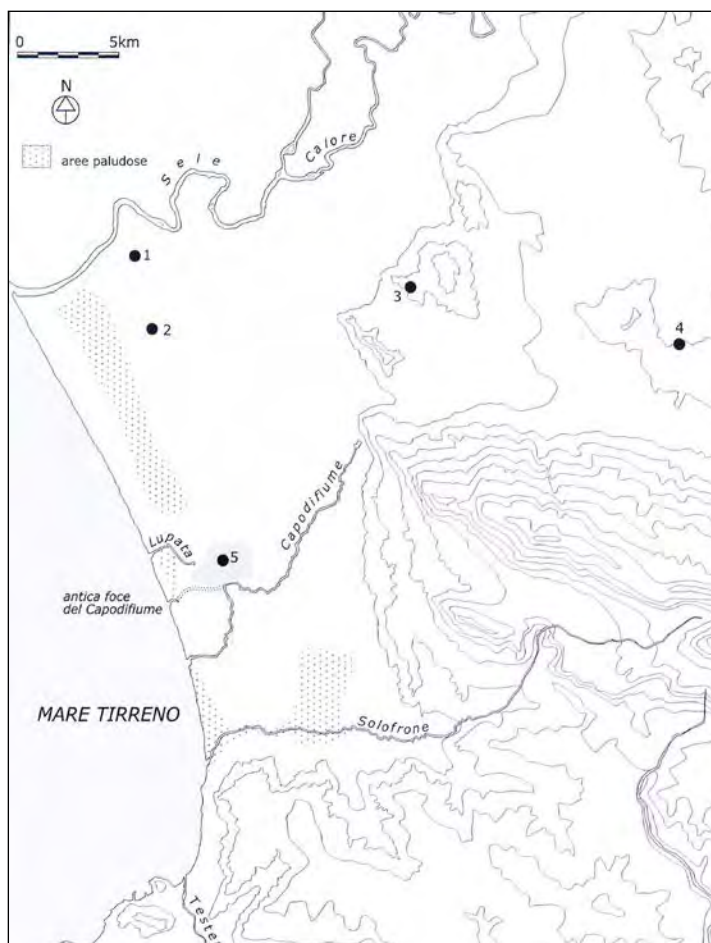 0 5km
N
aree paludose
Sele
Calore
1
2
3
4
Capodifiume
Lupata
5
antica foce
del Capodifiume
MARE TIRRENO
Solofrone